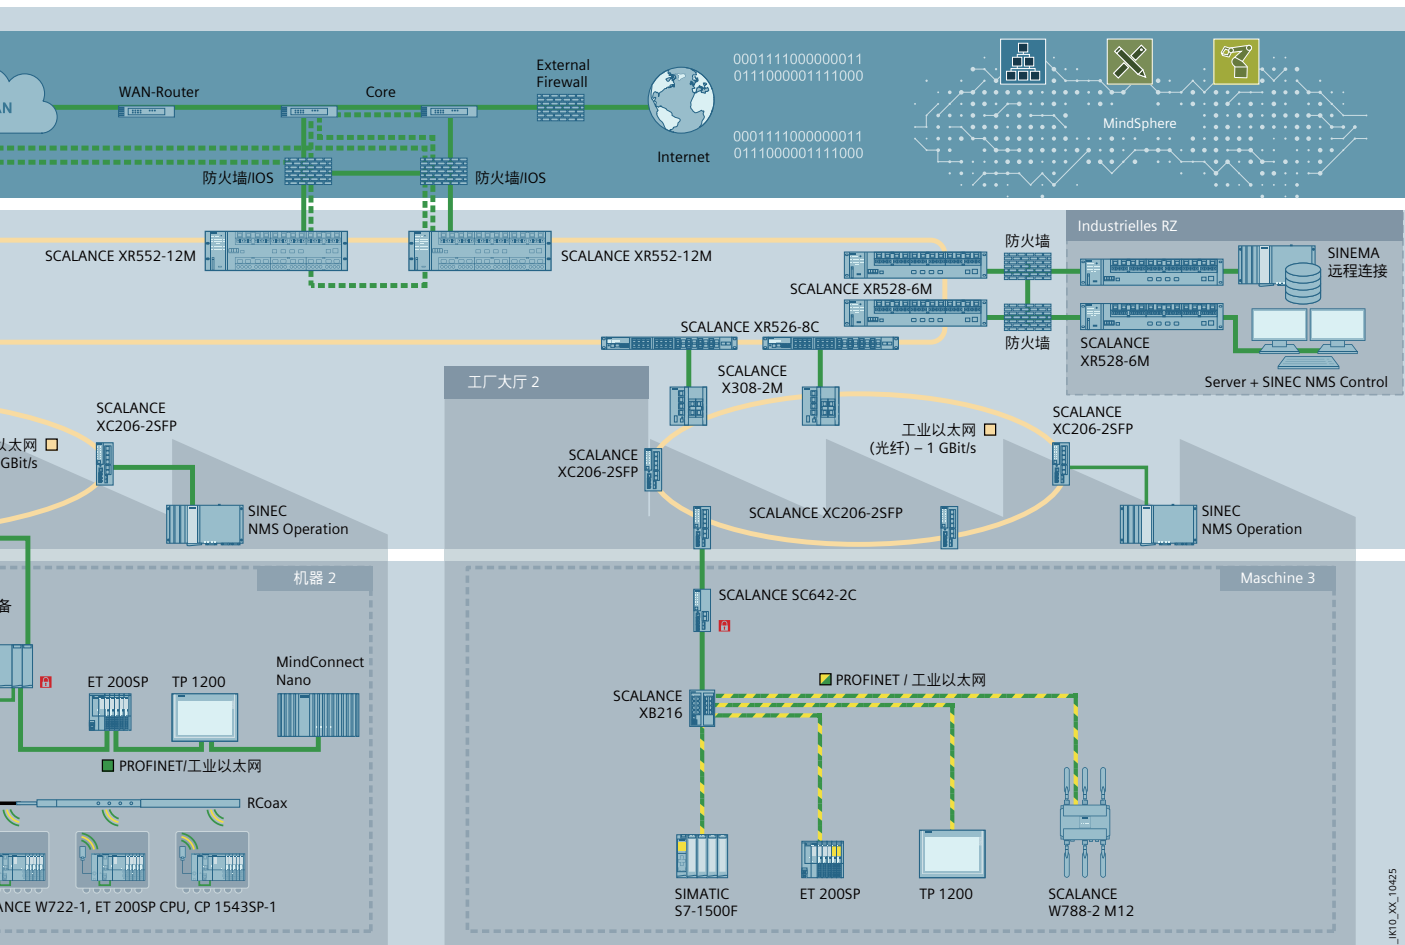 AN
WAN-Router
Core
External
Firewall
Internet
0001111000000011
0111000001111000
0001111000000011
0111000001111000
MindSphere
防火墙/IOS
防火墙/IOS
SCALANCE XR552-12M
SCALANCE XR552-12M
SCALANCE XR528-6M
SCALANCE XR526-8C
防火墙
防火墙
Industrielles RZ
SINEMA
远程连接
SCALANCE
XR528-6M
Server + SINEC NMS Control
工厂大厅 2
SCALANCE
X308-2M
SCALANCE
XC206-2SFP
以太网
GBit/s
SINEC
NMS Operation
SCALANCE
XC206-2SFP
工业以太网
(光纤) – 1 GBit/s
SCALANCE
XC206-2SFP
SCALANCE XC206-2SFP
SINEC
NMS Operation
机器 2
备
ET 200SP
TP 1200
MindConnect
Nano
PROFINET/工业以太网
RCoax
ANCE W722-1, ET 200SP CPU, CP 1543SP-1
Maschine 3
SCALANCE SC642-2C
SCALANCE
XB216
PROFINET / 工业以太网
SIMATIC
S7-1500F
ET 200SP
TP 1200
SCALANCE
W788-2 M12
_IK10_XX_10425